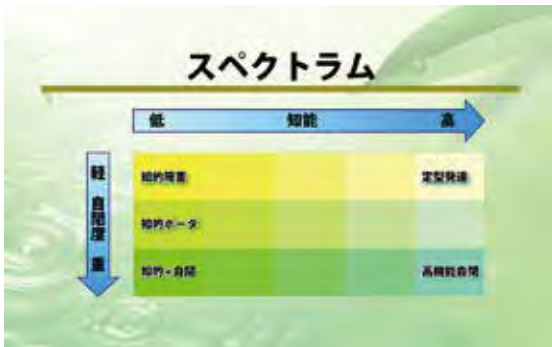 スペクトラム
低 知能 高
軽 自閉度 重
知的障害 定型発達
知的ボーダ
知的+自閉 高機能自閉